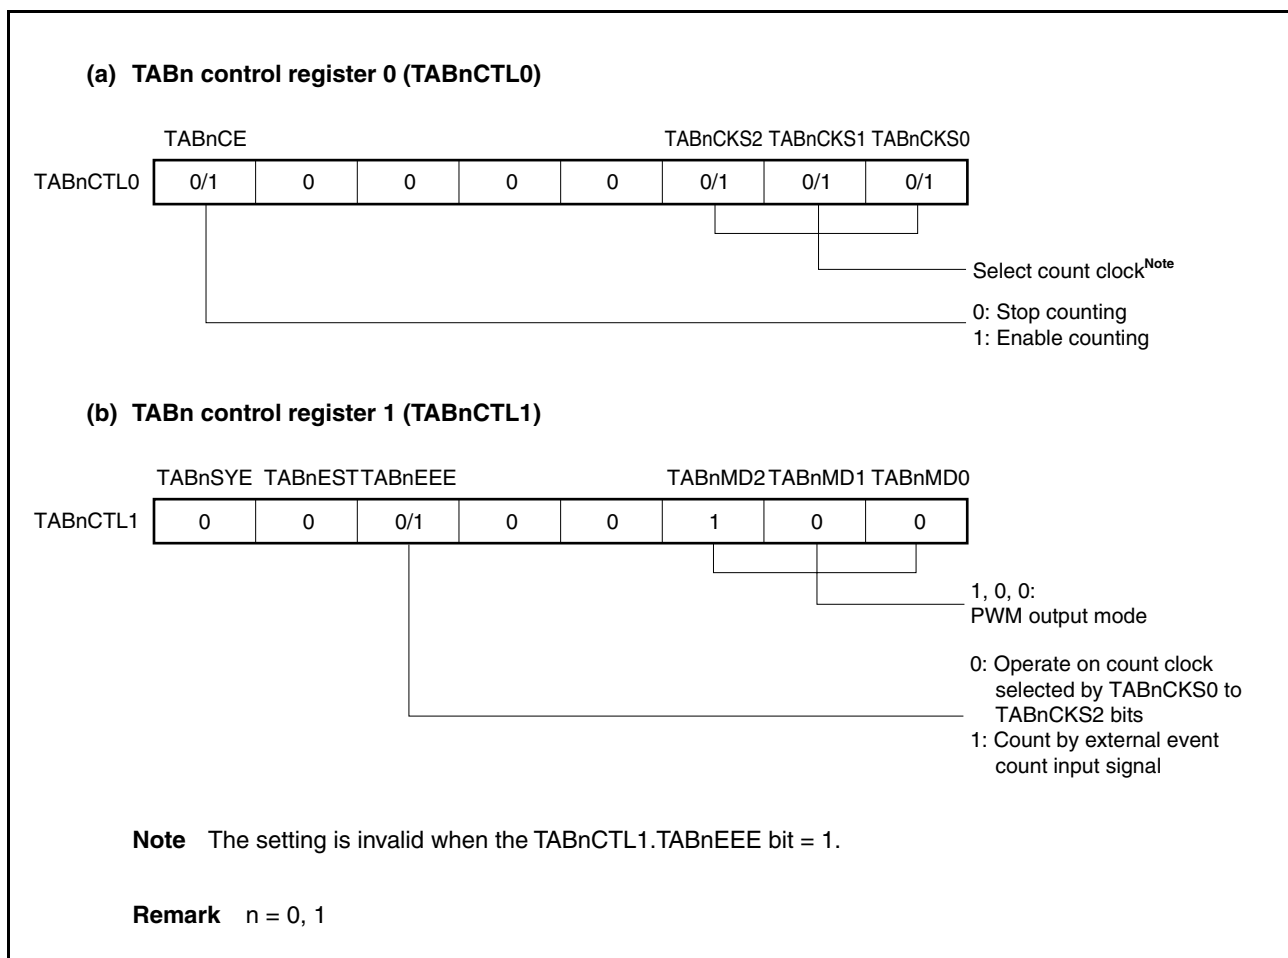 (a) TABn control register 0 (TABnCTL0)
TABnCE TABnCKS2 TABnCKS1 TABnCKS0
TABnCTL0 0/1 0 0 0 0 0/1 0/1 0/1
Select count clockNote
0: Stop counting
1: Enable counting
(b) TABn control register 1 (TABnCTL1)
TABnSYE TABnEST TABnEEE TABnMD2 TABnMD1 TABnMD0
TABnCTL1 0 0 0/1 0 0 1 0 0
1, 0, 0:
PWM output mode
0: Operate on count clock
selected by TABnCKS0 to
TABnCKS2 bits
1: Count by external event
count input signal
Note The setting is invalid when the TABnCTL1.TABnEEE bit = 1.
Remark n = 0, 1